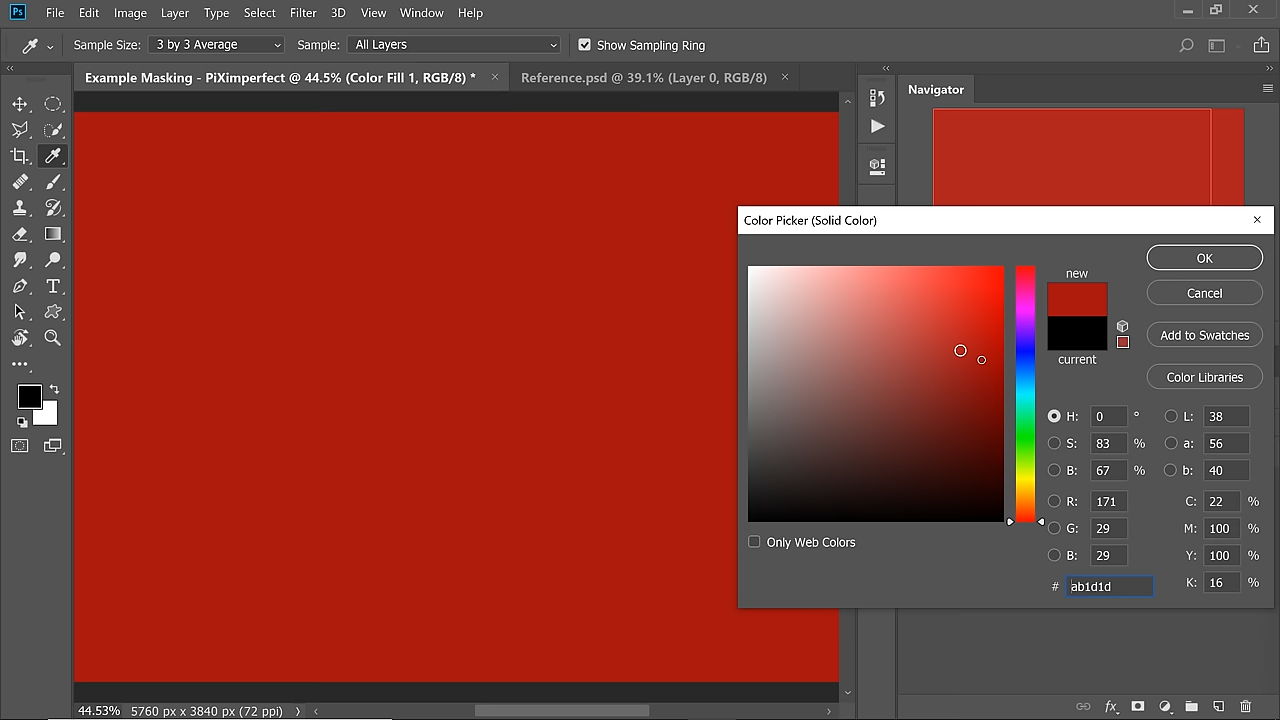 Ps File Edit Image Layer Type Select Filter 3D View Window Help
Sample Size: 3 by 3 Average Sample: All Layers Show Sampling Ring
Example Masking - PiXimperfect @ 44.5% (Color Fill 1, RGB/8) * × Reference.psd @ 39.1% (Layer 0, RGB/8) ×
Navigator
Color Picker (Solid Color)
new
current
OK
Cancel
Add to Swatches
Color Libraries
H: 0 ° L: 38
S: 83 % a: 56
B: 67 % b: 40
R: 171 C: 22 %
G: 29 M: 100 %
B: 29 Y: 100 %
# ab1d1d K: 16 %
Only Web Colors
T
44.53% 5760 px x 3840 px (72 ppi)
fx